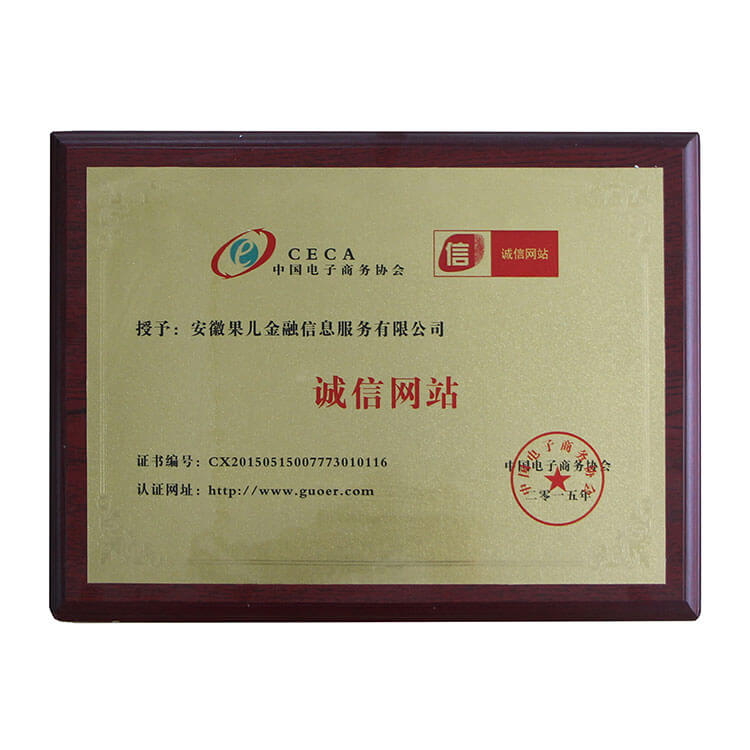 e
CECA
中国电子商务协会
信
诚信网站
授予：安徽果儿金融信息服务有限公司
诚信网站
证书编号：CX20150515007773010116
认证网址：http://www.guoer.com
中国电子商务协会
二零一五年
中国电子商务协会